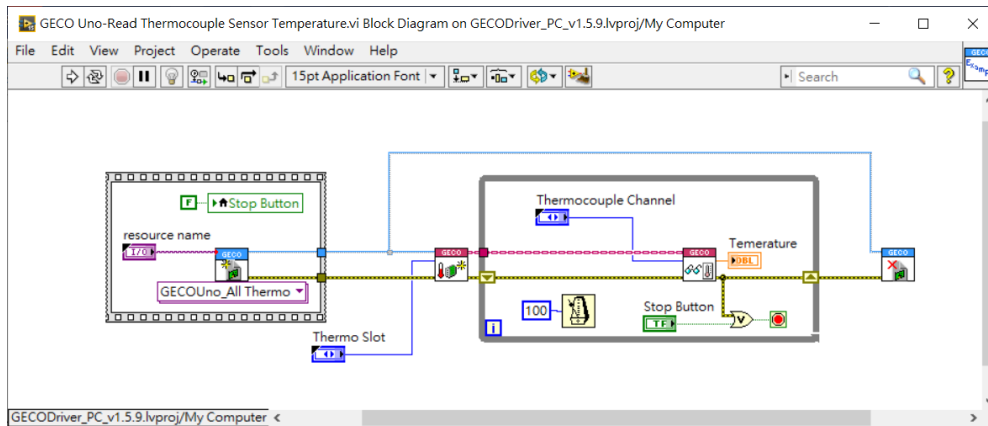 GECO Uno-Read Thermocouple Sensor Temperature.vi Block Diagram on GECODriver_PC_v1.5.9.lvproj/My Computer
File Edit View Project Operate Tools Window Help
15pt Application Font
Search
?
GECO
F
Stop Button
resource name
I/O
GECO
GECOUno_All Thermo
Thermo Slot
GECO
Thermocouple Channel
GECO
Temerature
DBL
100
Stop Button
TF
V
i
GECO
GECODriver_PC_v1.5.9.lvproj/My Computer